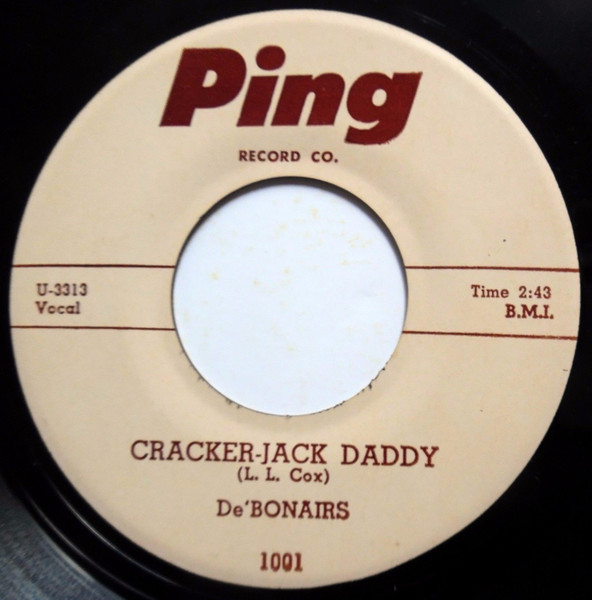 Ping
RECORD CO.
U-3313
Vocal
Time 2:43
B.M.I.
CRACKER-JACK DADDY
(L. L. Cox)
De'BONAIRS
1001